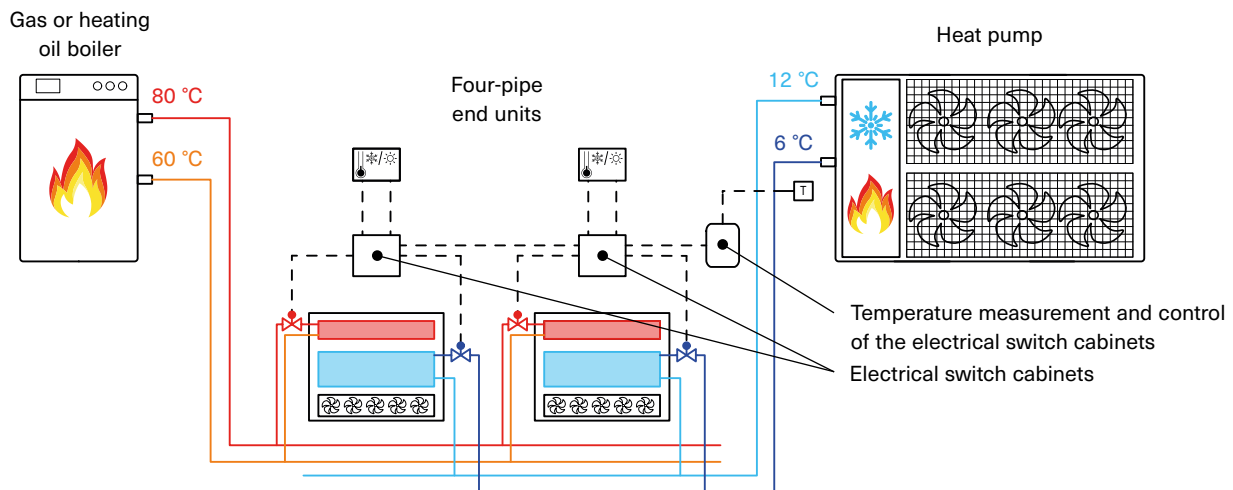 Gas or heating
oil boiler
80 °C
60 °C
Four-pipe
end units
Heat pump
12 °C
6 °C
T
Temperature measurement and control
of the electrical switch cabinets
Electrical switch cabinets